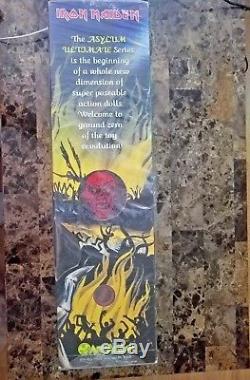 IRON MAIDEN
The ASYLUM
ULTIMATE Series
is the beginning
of a whole new
dimension of
super poseable
action dolls
Welcome to
ground zero
of the toy
revolution!
ebay